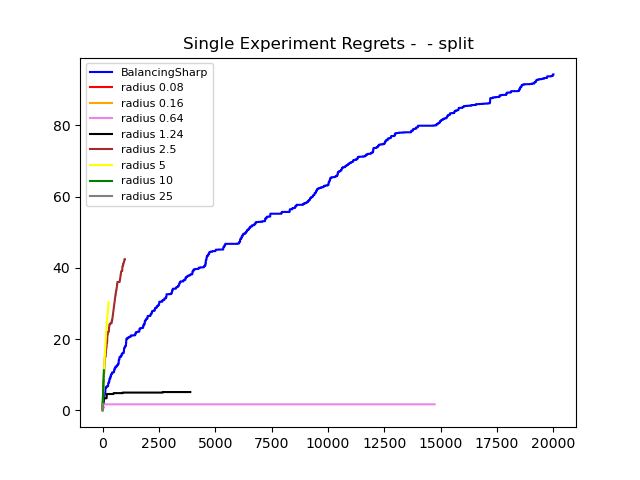 Single Experiment Regrets -  - split
BalancingSharp
radius 0.08
radius 0.16
radius 0.64
radius 1.24
radius 2.5
radius 5
radius 10
radius 25
80
60
40
20
0
0 2500 5000 7500 10000 12500 15000 17500 20000